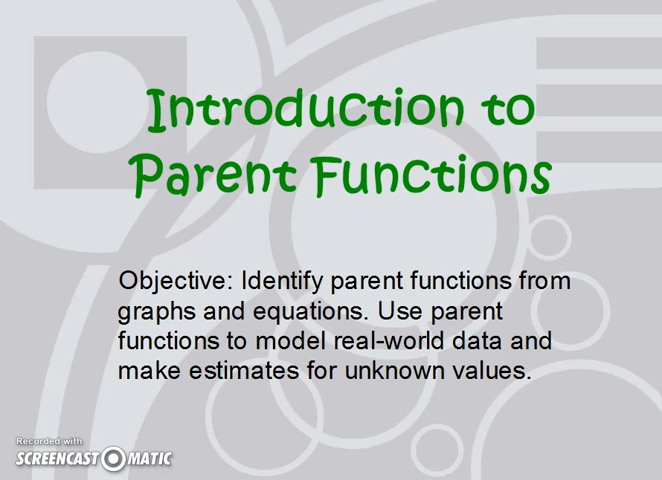 Introduction to
Parent Functions
Objective: Identify parent functions from
graphs and equations. Use parent
functions to model real-world data and
make estimates for unknown values.
Recorded with
SCREENCAST MATIC